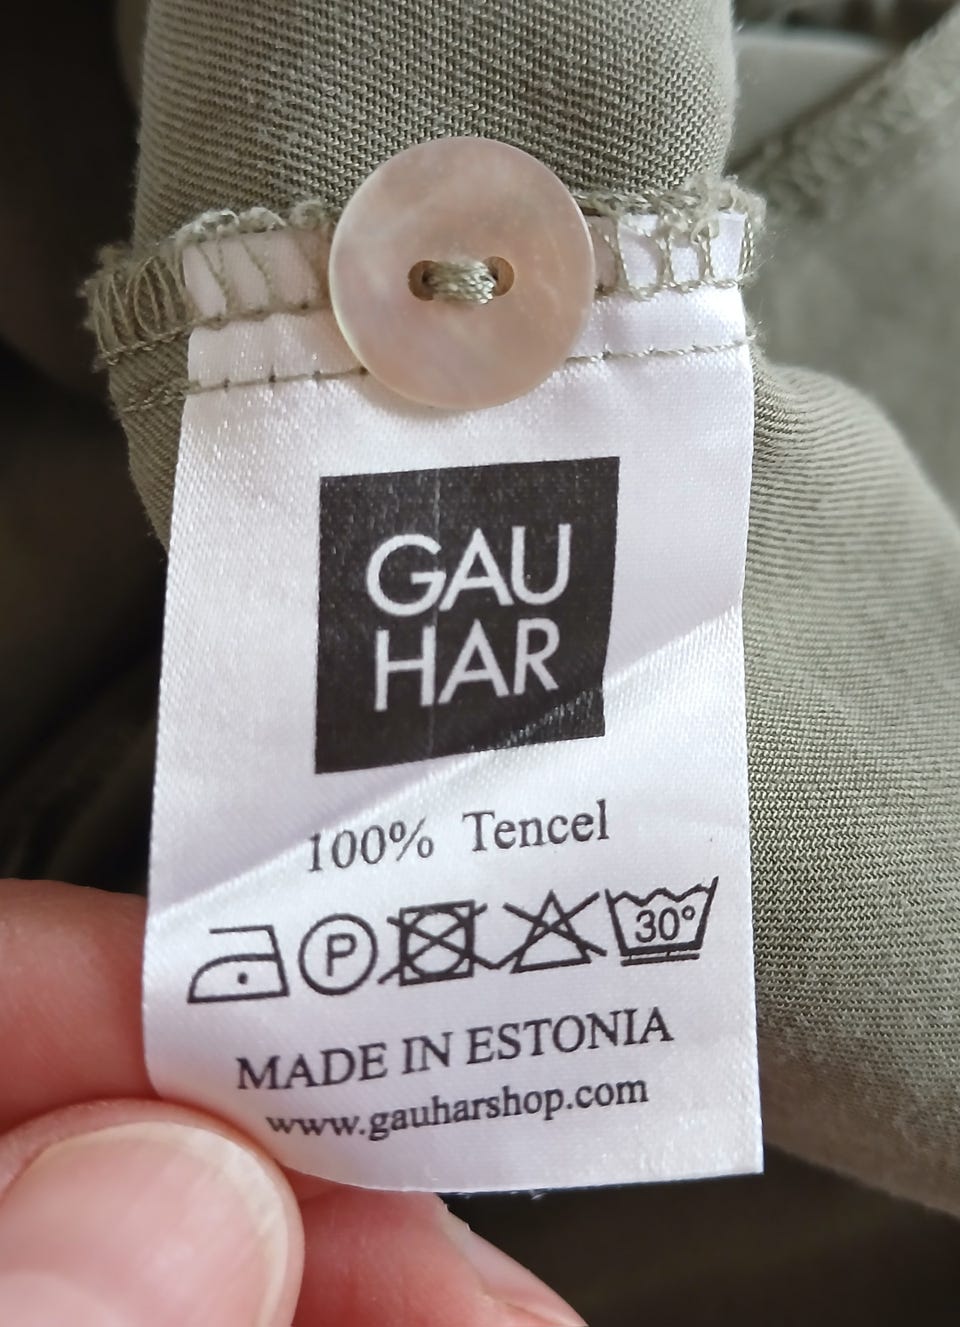 GAU
HAR
100% Tencel
P 30°
MADE IN ESTONIA
www.gauharshop.com